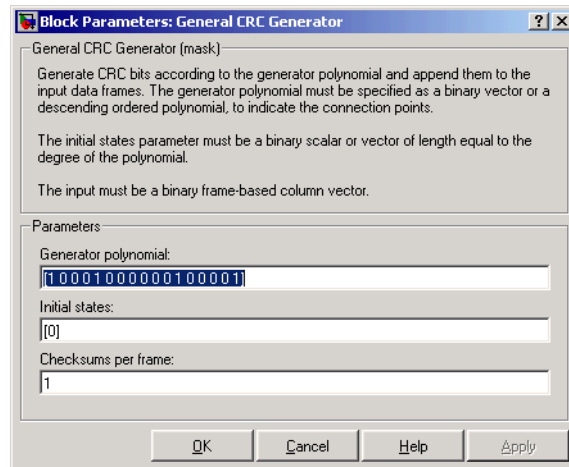 Block Parameters: General CRC Generator
General CRC Generator (mask)
Generate CRC bits according to the generator polynomial and append them to the
input data frames. The generator polynomial must be specified as a binary vector or a
descending ordered polynomial, to indicate the connection points.
The initial states parameter must be a binary scalar or vector of length equal to the
degree of the polynomial.
The input must be a binary frame-based column vector.
Parameters
Generator polynomial:
[1 0 0 0 1 0 0 0 0 0 0 1 0 0 0 0 1]
Initial states:
[0]
Checksums per frame:
1
OK Cancel Help Apply